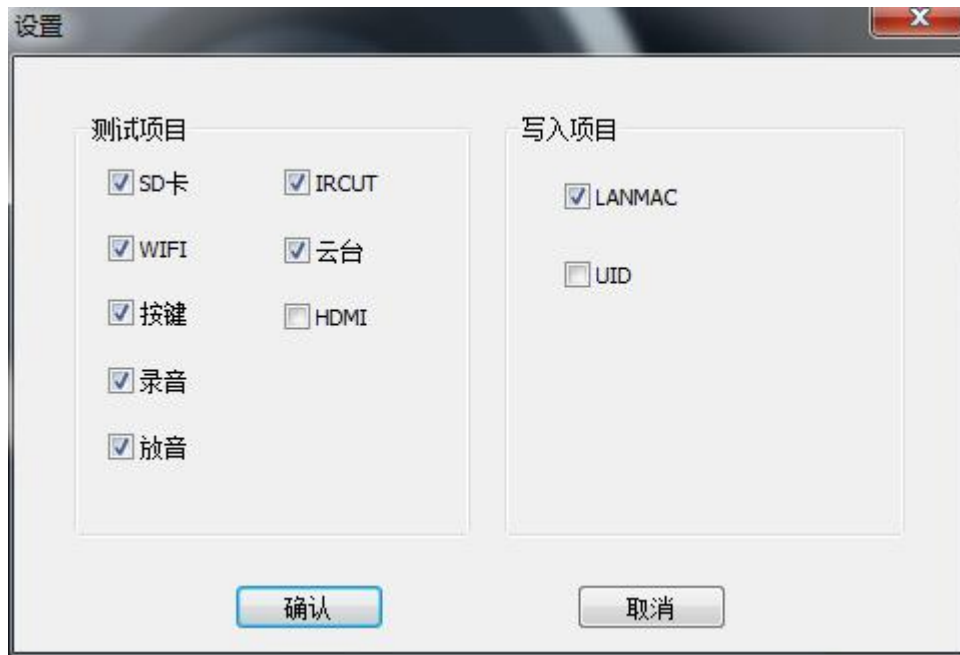 设置
测试项目
SD卡 IRCUT
WIFI 云台
按键 HDMI
录音
放音
写入项目
LANMAC
UID
确认 取消